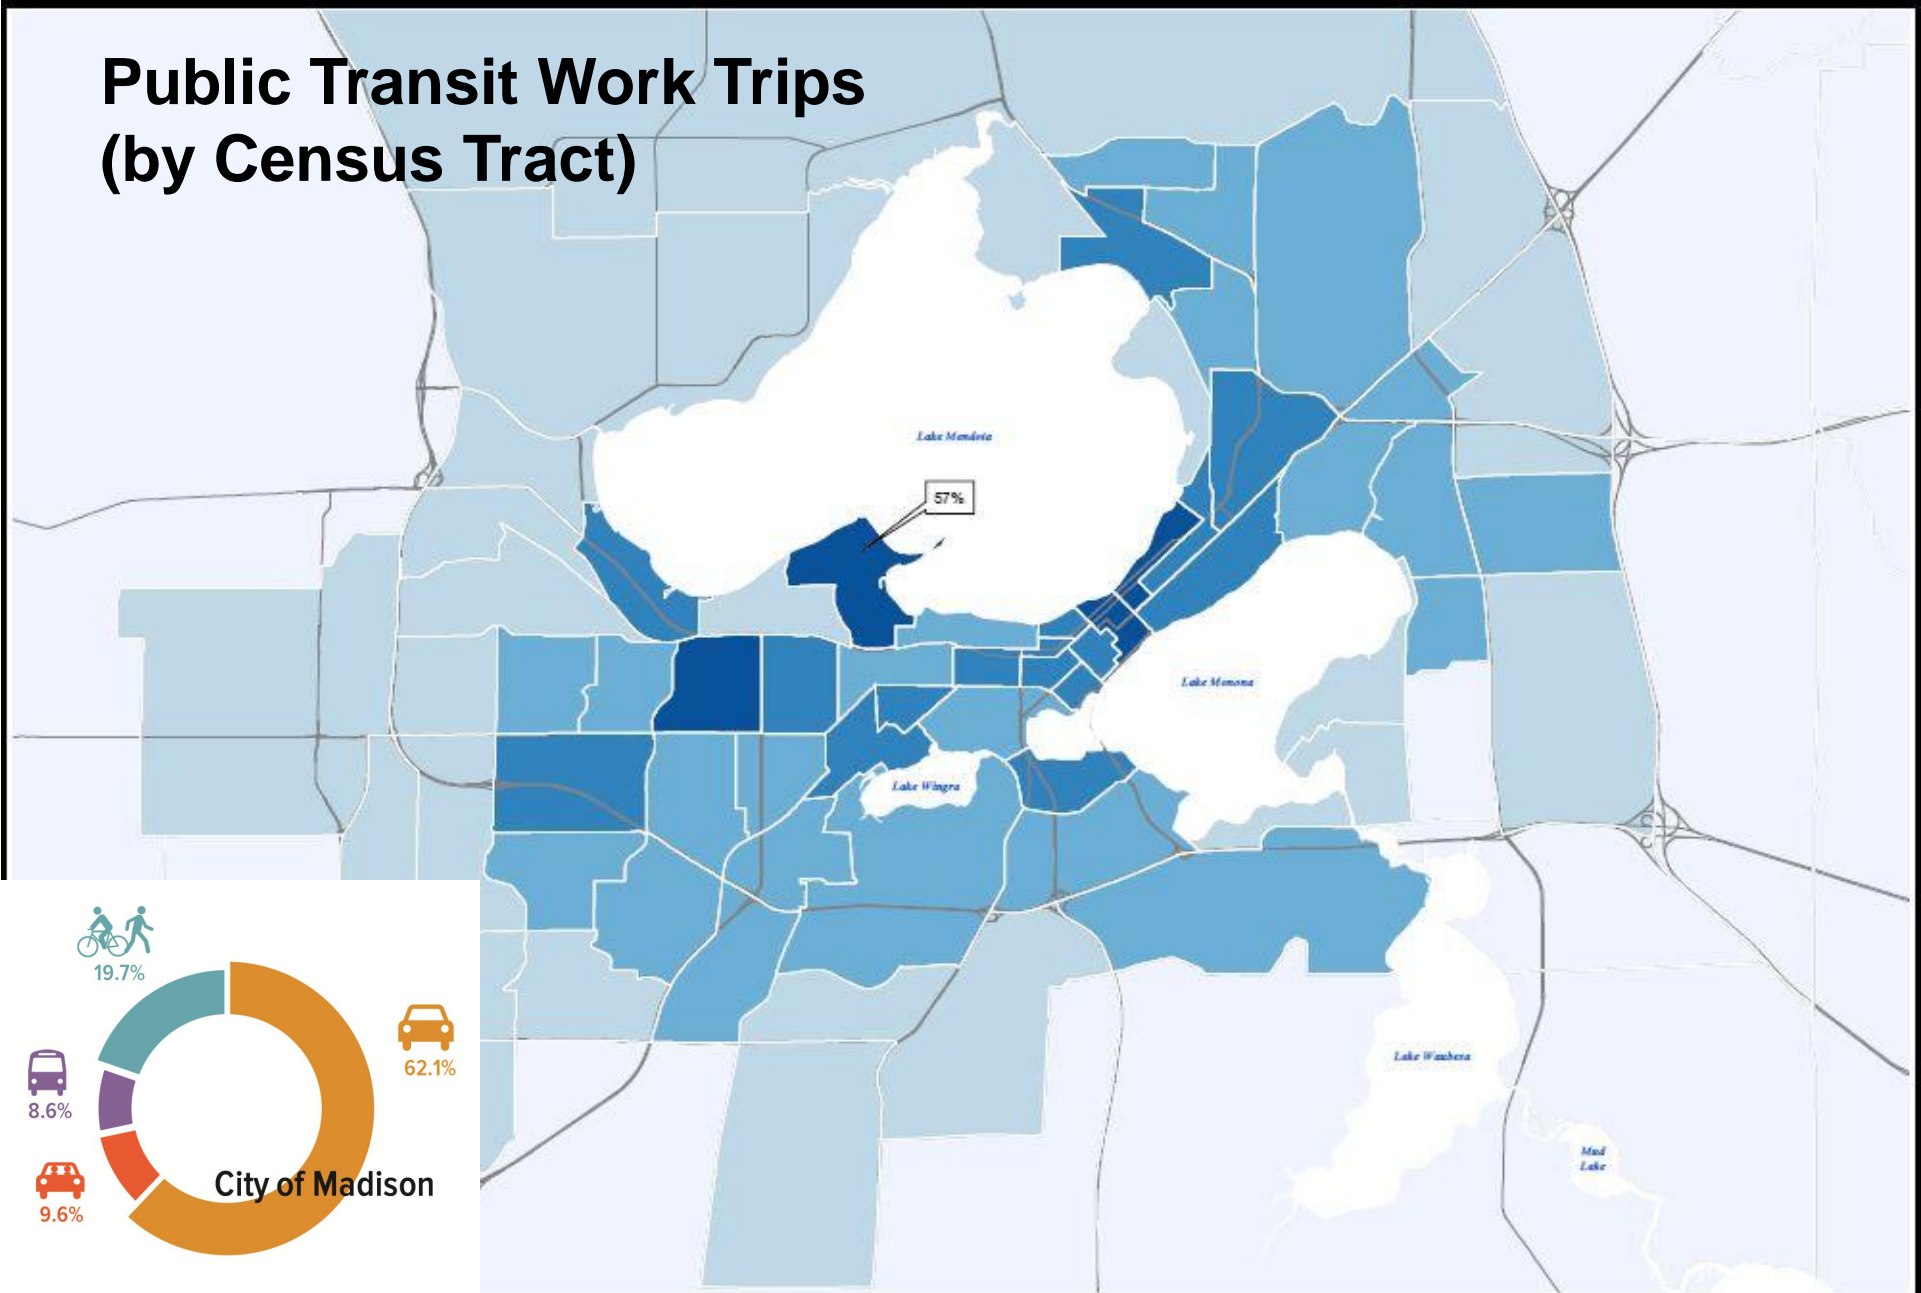 Public Transit Work Trips
(by Census Tract)
Lake Mendota
57%
Lake Monona
Lake Wingra
19.7%
62.1%
8.6%
City of Madison
9.6%
Lake Waubesa
Mud
Lake